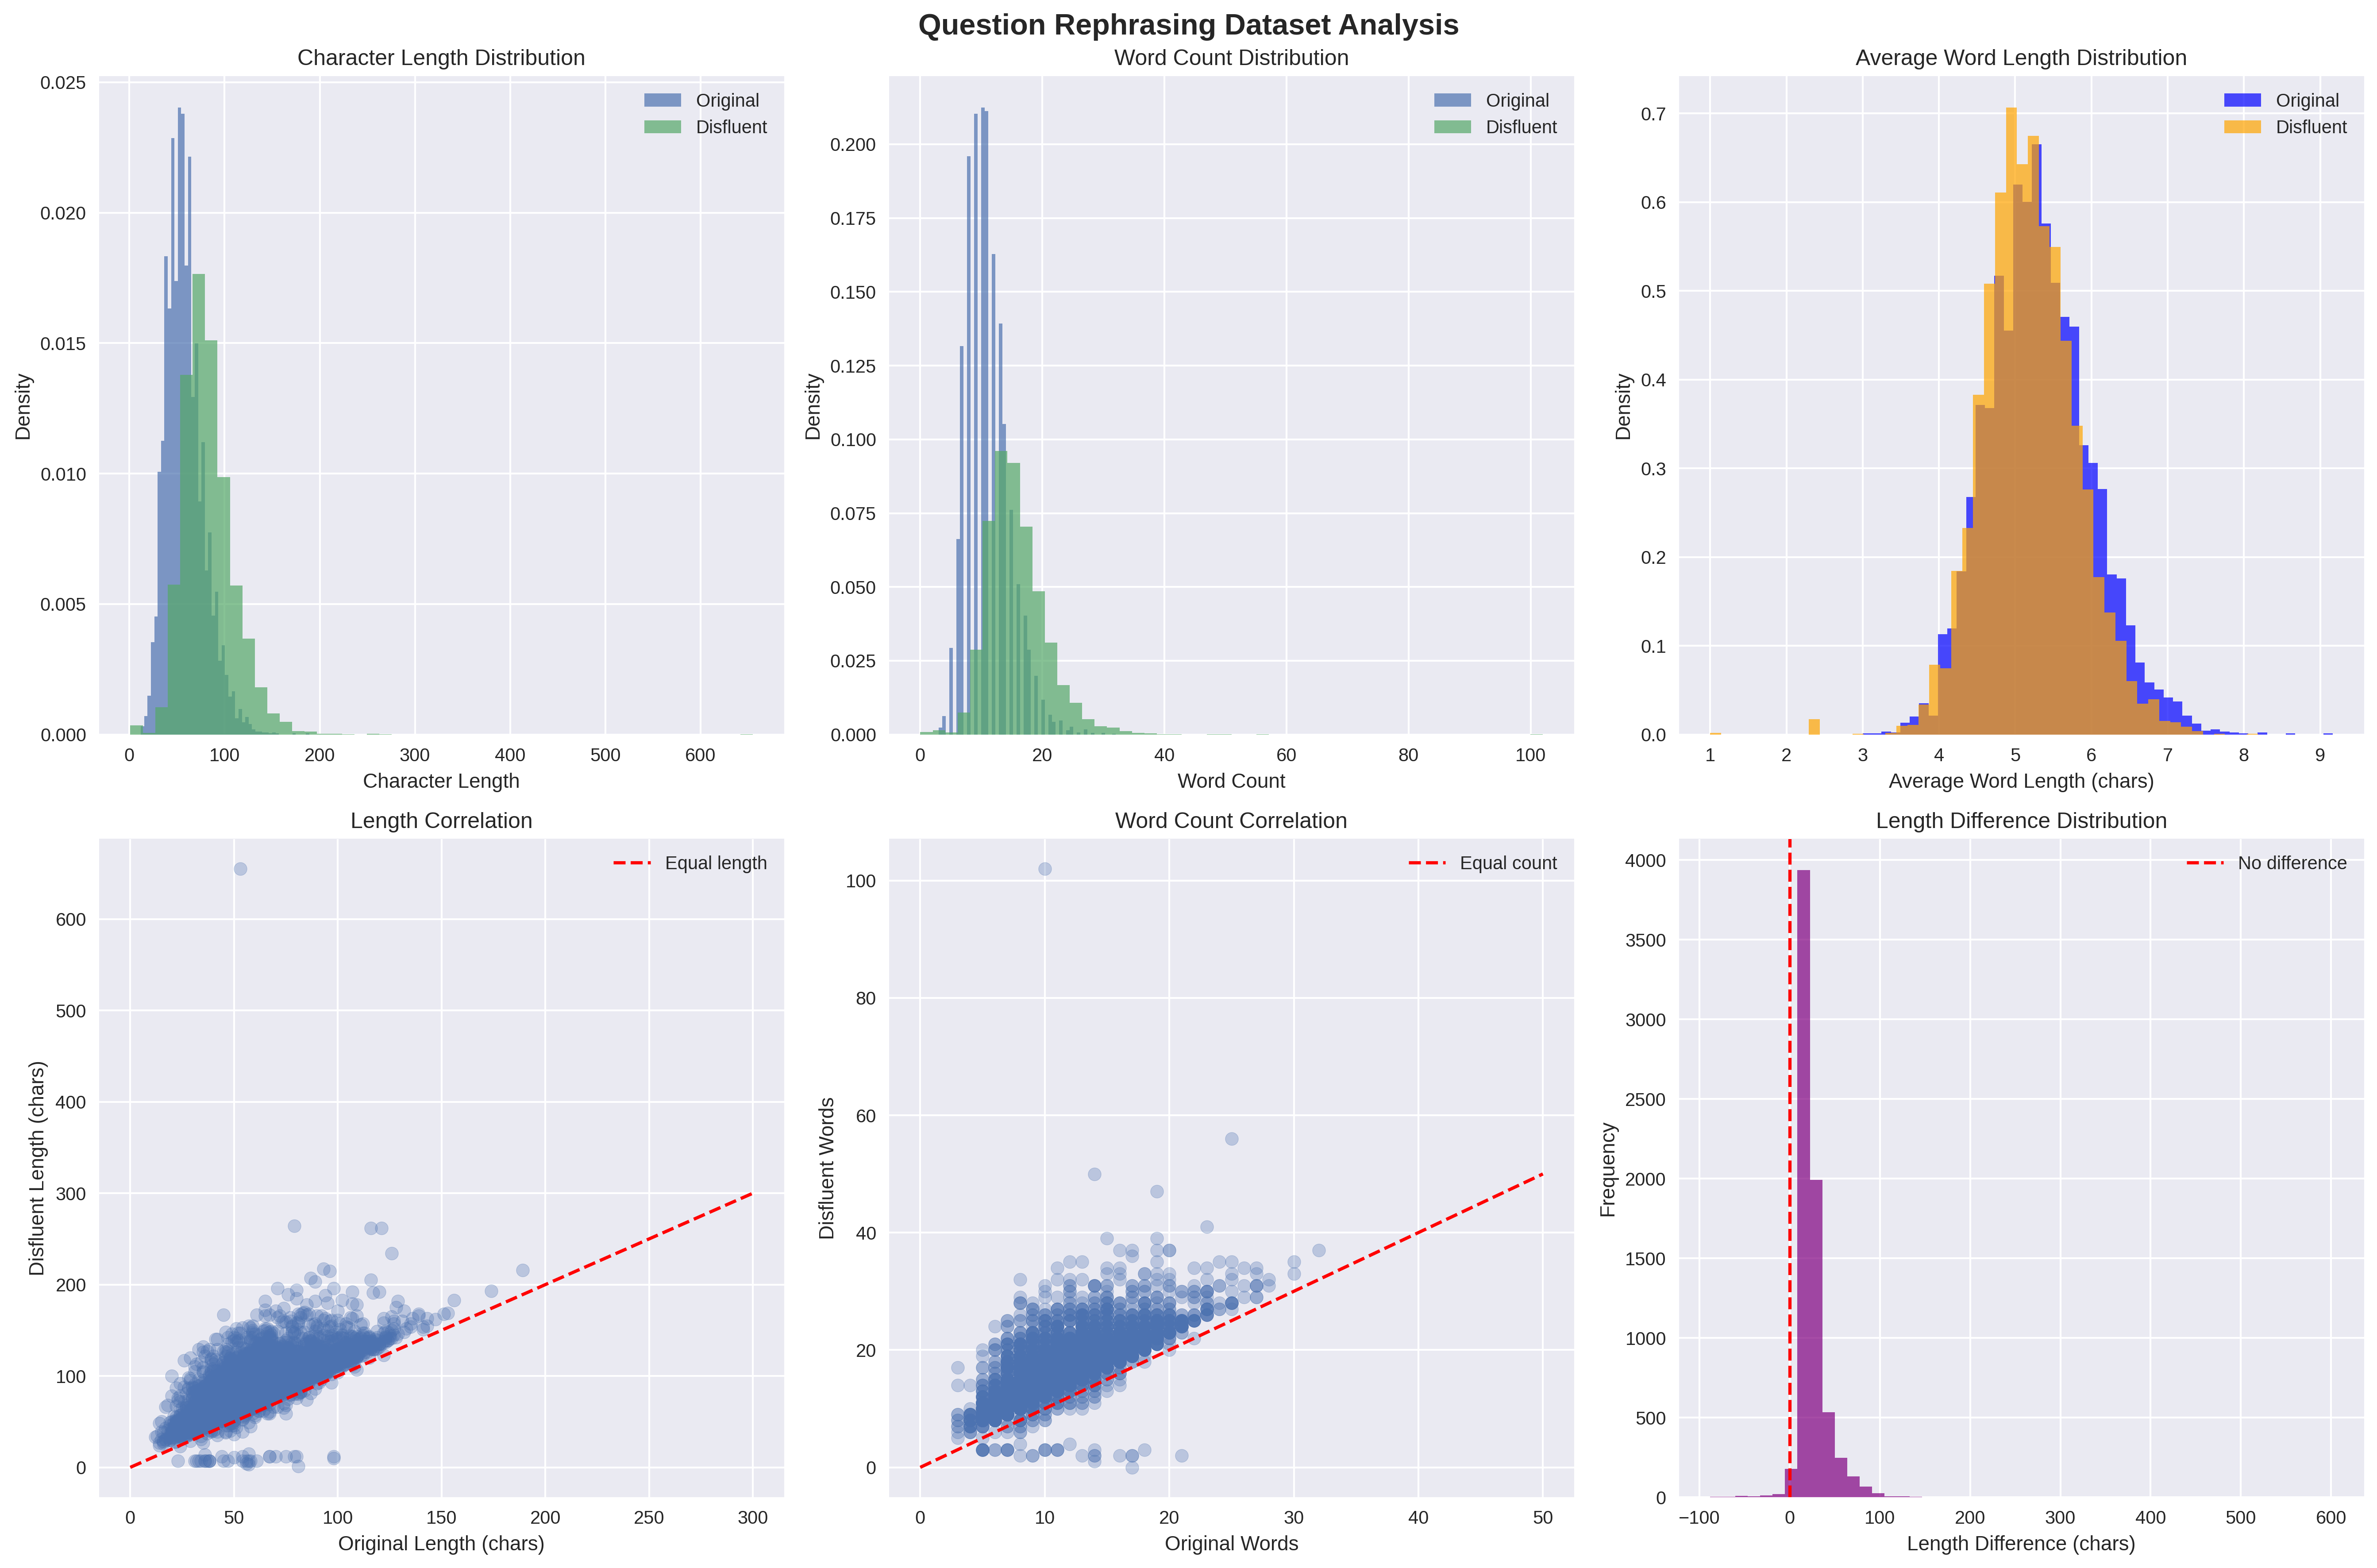 Question Rephrasing Dataset Analysis
Character Length Distribution
Original
Disfluent
Density
0.025
0.020
0.015
0.010
0.005
0.000
0 100 200 300 400 500 600
Character Length
Word Count Distribution
Original
Disfluent
Density
0.200
0.175
0.150
0.125
0.100
0.075
0.050
0.025
0.000
0 20 40 60 80 100
Word Count
Average Word Length Distribution
Original
Disfluent
Density
0.7
0.6
0.5
0.4
0.3
0.2
0.1
0.0
1 2 3 4 5 6 7 8 9
Average Word Length (chars)
Length Correlation
Equal length
Disfluent Length (chars)
600
500
400
300
200
100
0
0 50 100 150 200 250 300
Original Length (chars)
Word Count Correlation
Equal count
Disfluent Words
100
80
60
40
20
0
0 10 20 30 40 50
Original Words
Length Difference Distribution
No difference
Frequency
4000
3500
3000
2500
2000
1500
1000
500
0
−100 0 100 200 300 400 500 600
Length Difference (chars)